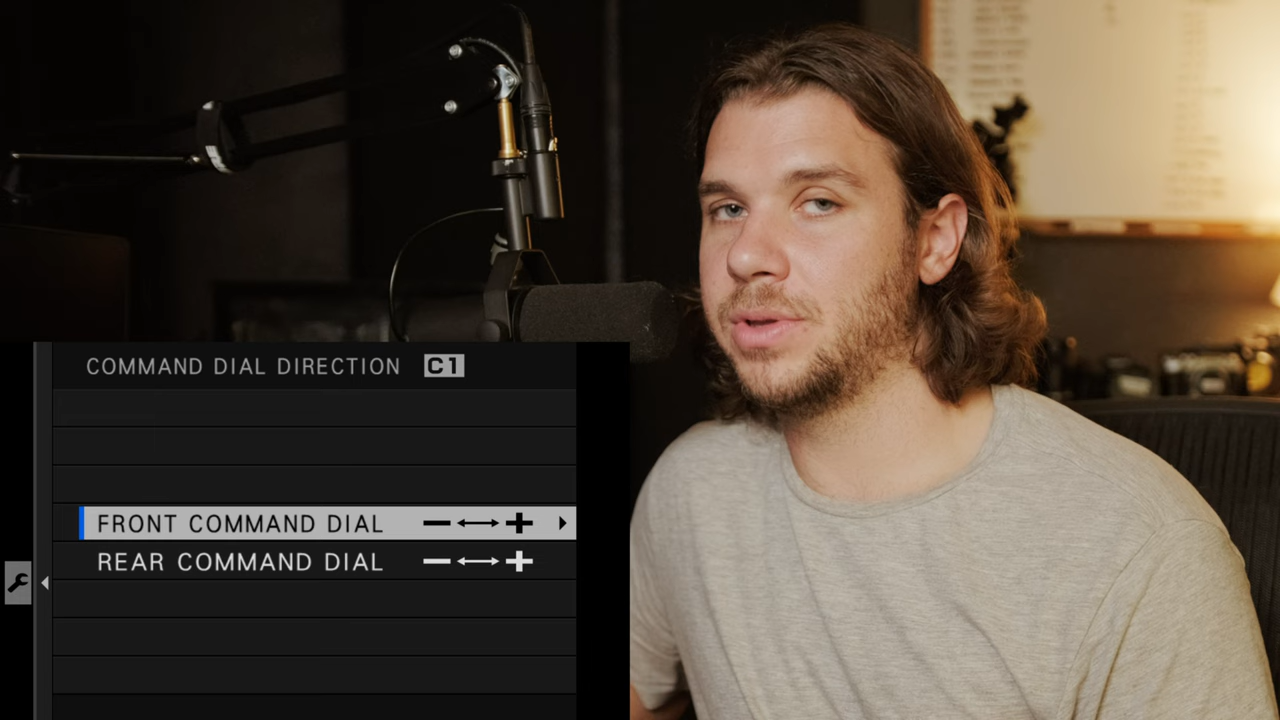 COMMAND DIAL DIRECTION C1
FRONT COMMAND DIAL
REAR COMMAND DIAL